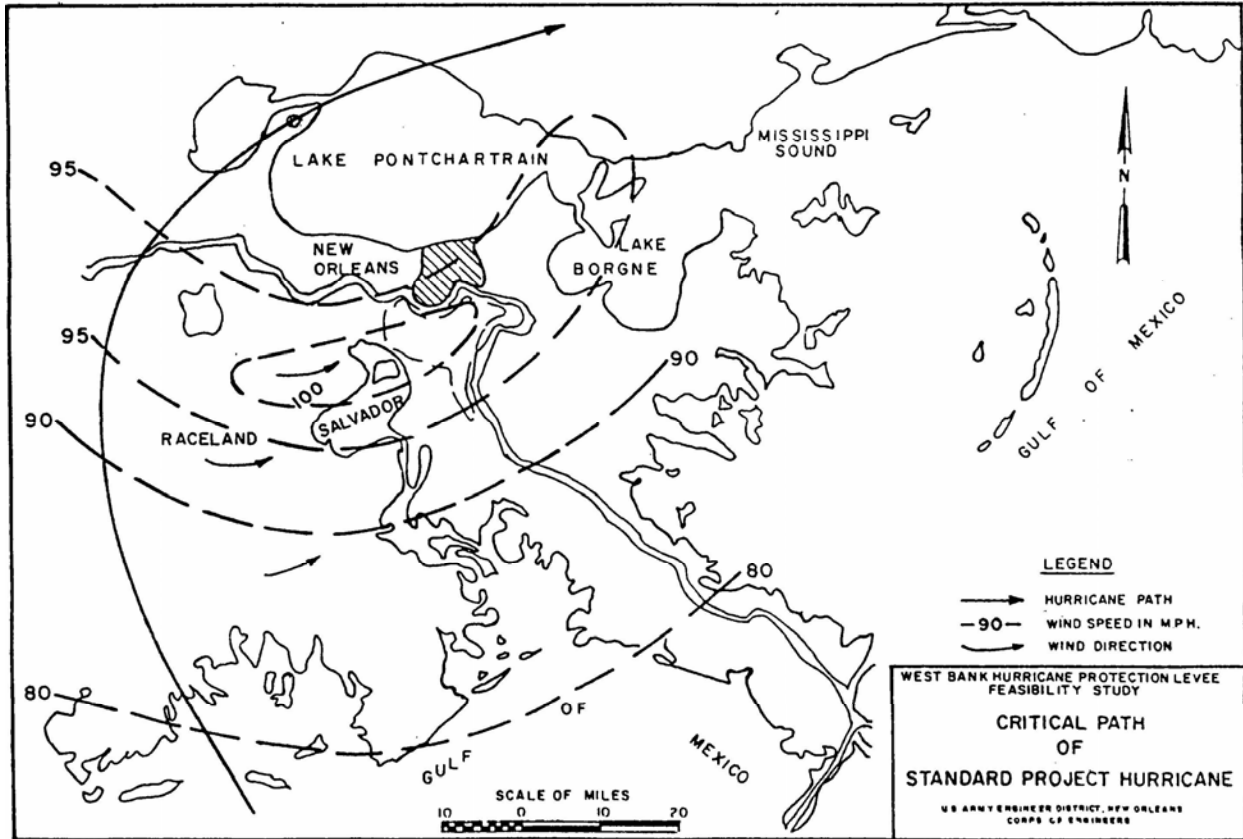 95
LAKE PONTCHARTRAIN
MISSISSIPPI
SOUND
N
NEW
ORLEANS
LAKE
BORGNE
95
100
SALVADOR
90
90
RACELAND
GULF OF MEXICO
80
80
GULF OF MEXICO
SCALE OF MILES
10 0 10 20
LEGEND
HURRICANE PATH
-90- WIND SPEED IN M.P.H.
WIND DIRECTION
WEST BANK HURRICANE PROTECTION LEVEE
FEASIBILITY STUDY
CRITICAL PATH
OF
STANDARD PROJECT HURRICANE
U S ARMY ENGINEER DISTRICT, NEW ORLEANS
CORPS OF ENGINEERS